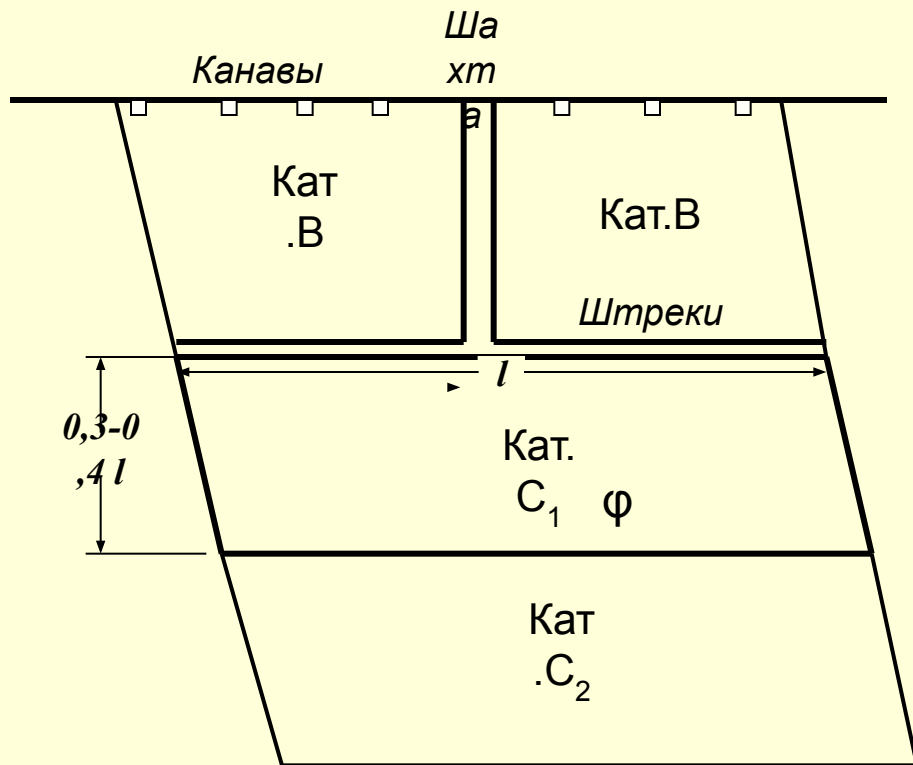 Ша
хт
а
Канавы
Кат
.В
Кат.В
Штреки
l
0,3-0
,4 l
Кат.
С₁ φ
Кат
.С₂